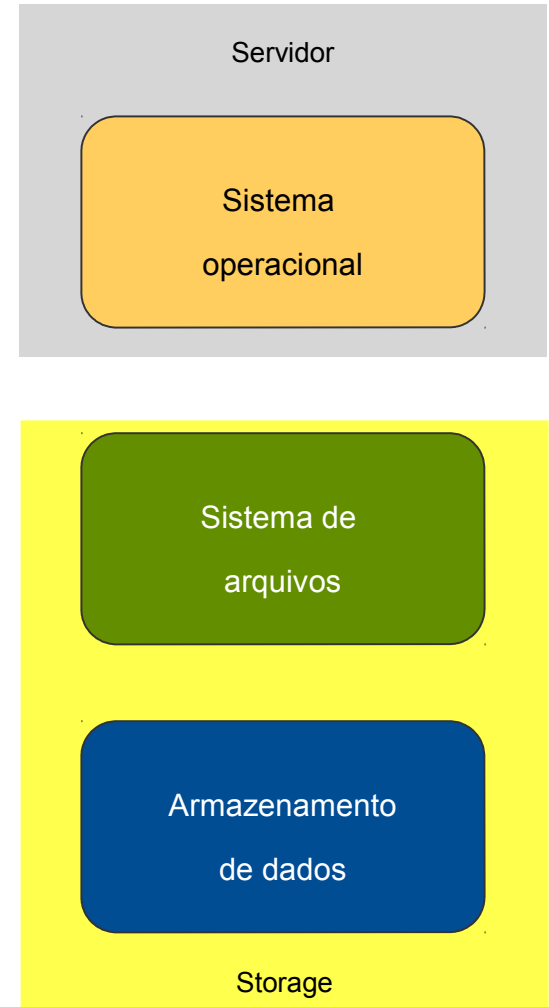 Servidor
Sistema
operacional
Sistema de
arquivos
Armazenamento
de dados
Storage